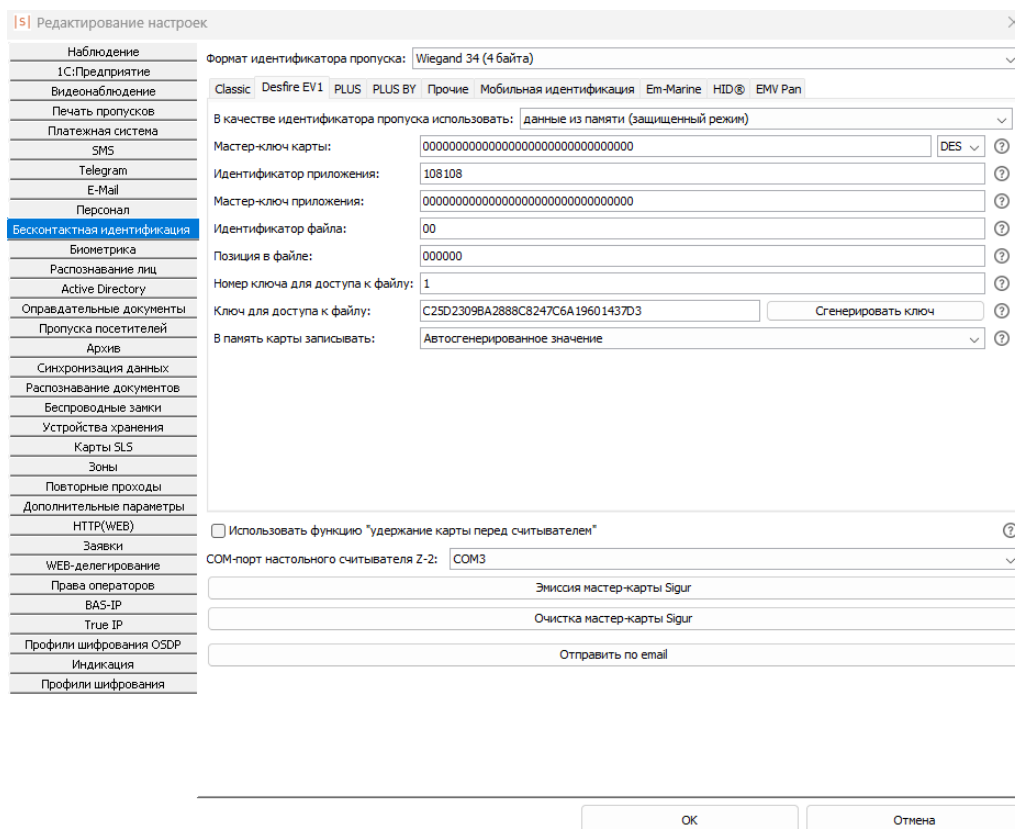 |S| Редактирование настроек
Наблюдение
1С:Предприятие
Видеонаблюдение
Печать пропусков
Платежная система
SMS
Telegram
E-Mail
Персонал
Бесконтактная идентификация
Биометрика
Распознавание лиц
Active Directory
Оправдательные документы
Пропуска посетителей
Архив
Синхронизация данных
Распознавание документов
Беспроводные замки
Устройства хранения
Карты SLS
Зоны
Повторные проходы
Дополнительные параметры
HTTP(WEB)
Заявки
WEB-делегирование
Права операторов
BAS-IP
True IP
Профили шифрования OSDP
Индикация
Профили шифрования
Формат идентификатора пропуска: Wiegand 34 (4 байта)
Classic Desfire EV1 PLUS PLUS BY Прочие Мобильная идентификация Em-Marine HID® EMV Pan
В качестве идентификатора пропуска использовать: данные из памяти (защищенный режим)
Мастер-ключ карты: 00000000000000000000000000000000 DES ?
Идентификатор приложения: 108108 ?
Мастер-ключ приложения: 00000000000000000000000000000000 ?
Идентификатор файла: 00 ?
Позиция в файле: 000000 ?
Номер ключа для доступа к файлу: 1 ?
Ключ для доступа к файлу: C25D2309BA2888C8247C6A19601437D3 Сгенерировать ключ ?
В память карты записывать: Автосгенерированное значение ?
Использовать функцию "удержание карты перед считывателем" ?
COM-порт настольного считывателя Z-2: COM3
Эмиссия мастер-карты Sigur
Очистка мастер-карты Sigur
Отправить по email
OK Отмена